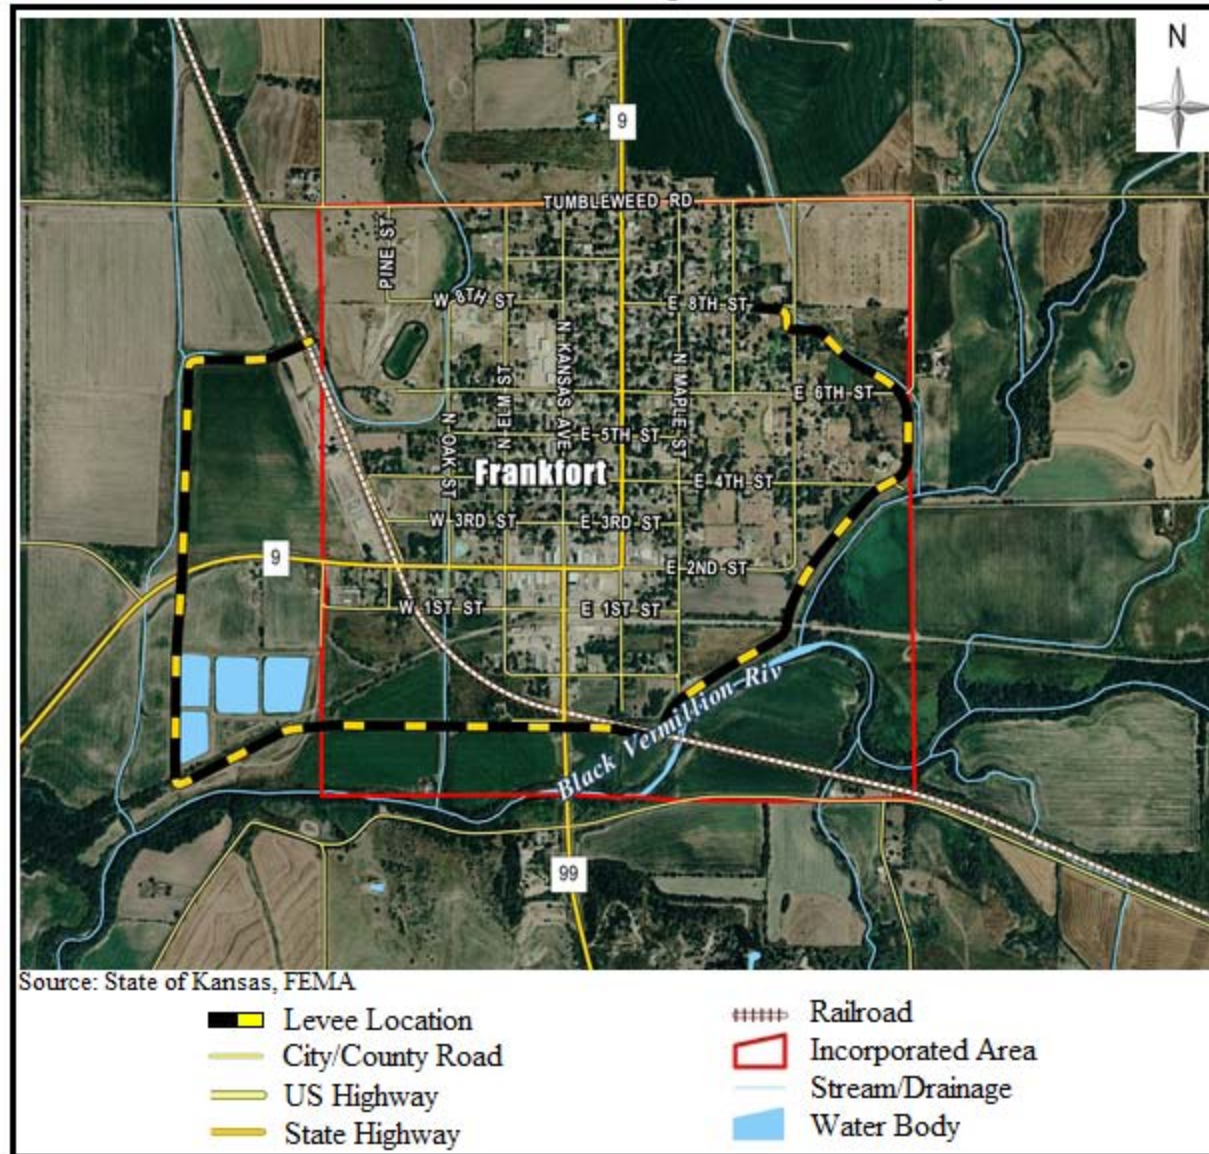 N
9
TUMBLEWEED RD
PINE ST
W 8TH ST
E 8TH ST
N KANSAS AVE
N ELM ST
N MAPLE ST
E 6TH ST
N OAK ST
E 5TH ST
Frankfort
E 4TH ST
W 3RD ST
E 3RD ST
9
E 2ND ST
W 1ST ST
E 1ST ST
Black Vermillion Riv
99
Source: State of Kansas, FEMA
Levee Location
City/County Road
US Highway
State Highway
Railroad
Incorporated Area
Stream/Drainage
Water Body